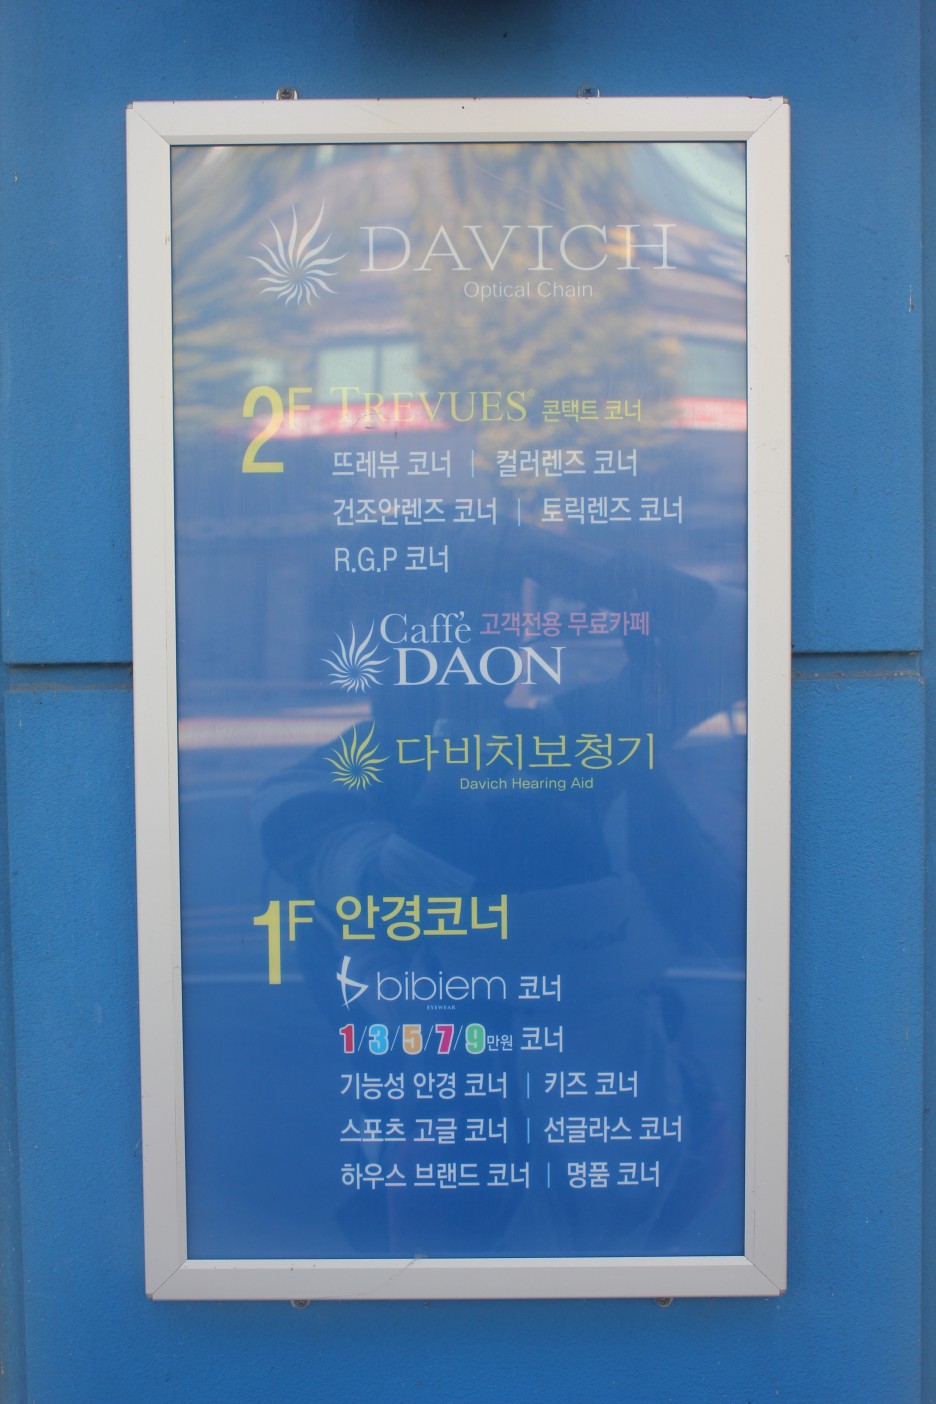 DAVICH
Optical Chain
2F TREVUES 콘택트 코너
뜨레뷰 코너 | 컬러렌즈 코너
건조안렌즈 코너 | 토릭렌즈 코너
R.G.P 코너
Caffè 고객전용 무료카페
DAON
다비치보청기
Davich Hearing Aid
1F 안경코너
bibiem 코너
EYEWEAR
1/3/5/7/9만원 코너
기능성 안경 코너 | 키즈 코너
스포츠 고글 코너 | 선글라스 코너
하우스 브랜드 코너 | 명품 코너